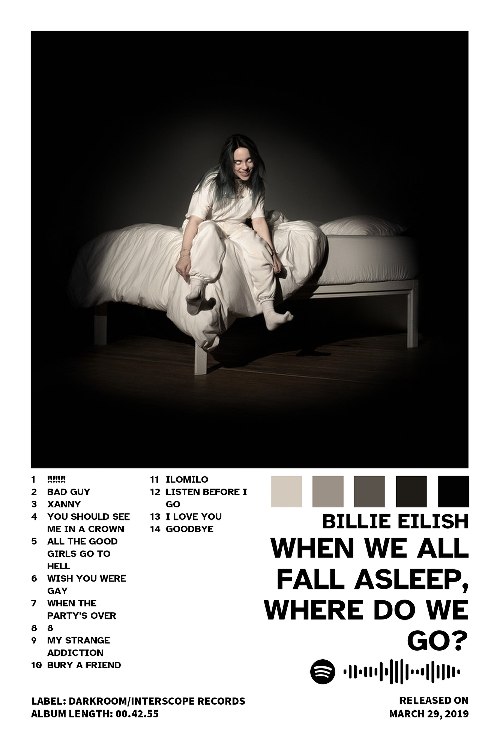 1 !!!!!!!
2 BAD GUY
3 XANNY
4 YOU SHOULD SEE
ME IN A CROWN
5 ALL THE GOOD
GIRLS GO TO
HELL
6 WISH YOU WERE
GAY
7 WHEN THE
PARTY'S OVER
8 8
9 MY STRANGE
ADDICTION
10 BURY A FRIEND
11 ILOMILO
12 LISTEN BEFORE I
GO
13 I LOVE YOU
14 GOODBYE
BILLIE EILISH
WHEN WE ALL
FALL ASLEEP,
WHERE DO WE
GO?
LABEL: DARKROOM/INTERSCOPE RECORDS
ALBUM LENGTH: 00.42.55
RELEASED ON
MARCH 29, 2019